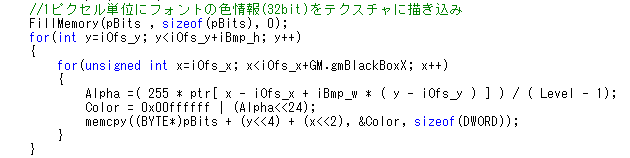 //1ピクセル単位にフォントの色情報(32bit)をテクスチャに描き込み
FillMemory(pBits , sizeof(pBits), 0);
for(int y=iOfs_y; y<iOfs_y+iBmp_h; y++)
{
for(unsigned int x=iOfs_x; x<iOfs_x+GM.gmBlackBoxX; x++)
{
Alpha =( 255 * ptr[ x - iOfs_x + iBmp_w * ( y - iOfs_y ) ] ) / ( Level - 1);
Color = 0x00ffffff | (Alpha<<24);
memcpy((BYTE*)pBits + (y<<4) + (x<<2), &Color, sizeof(DWORD));
}
}